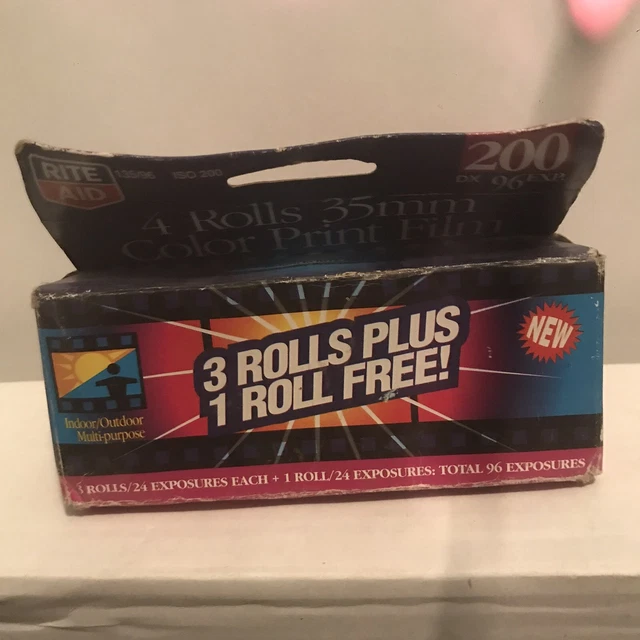 RITE
AID
135/96 ISO 200
200
DX 96 EXP.
4 Rolls 35mm
Color Print Film
3 ROLLS PLUS
1 ROLL FREE!
NEW
Indoor/Outdoor
Multi-purpose
3 ROLLS/24 EXPOSURES EACH + 1 ROLL/24 EXPOSURES: TOTAL 96 EXPOSURES